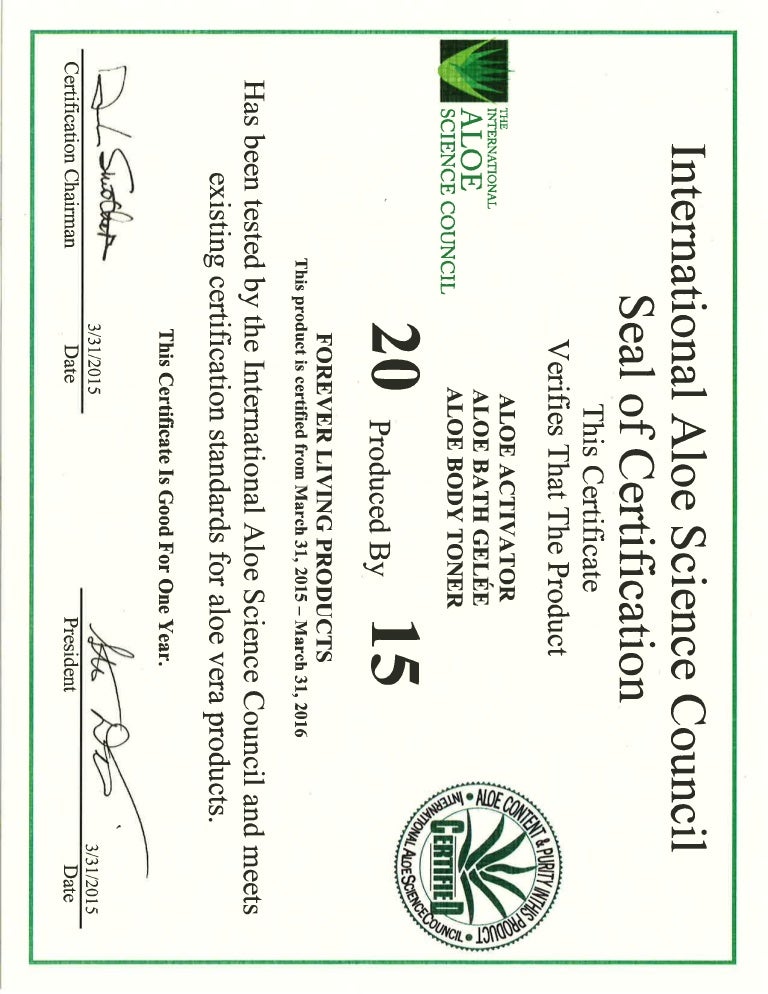 International Aloe Science Council
Seal of Certification
This Certificate
Verifies That The Product
THE
INTERNATIONAL
ALOE
SCIENCE COUNCIL
ALOE ACTIVATOR
ALOE BATH GELÉE
ALOE BODY TONER
ALOE CONTENT & PURITY IN THIS PRODUCT
CERTIFIED
INTERNATIONAL ALOE SCIENCE COUNCIL
20 Produced By 15
FOREVER LIVING PRODUCTS
This product is certified from March 31, 2015 – March 31, 2016
Has been tested by the International Aloe Science Council and meets
existing certification standards for aloe vera products.
This Certificate Is Good For One Year.
3/31/2015
3/31/2015
Certification Chairman Date
President Date